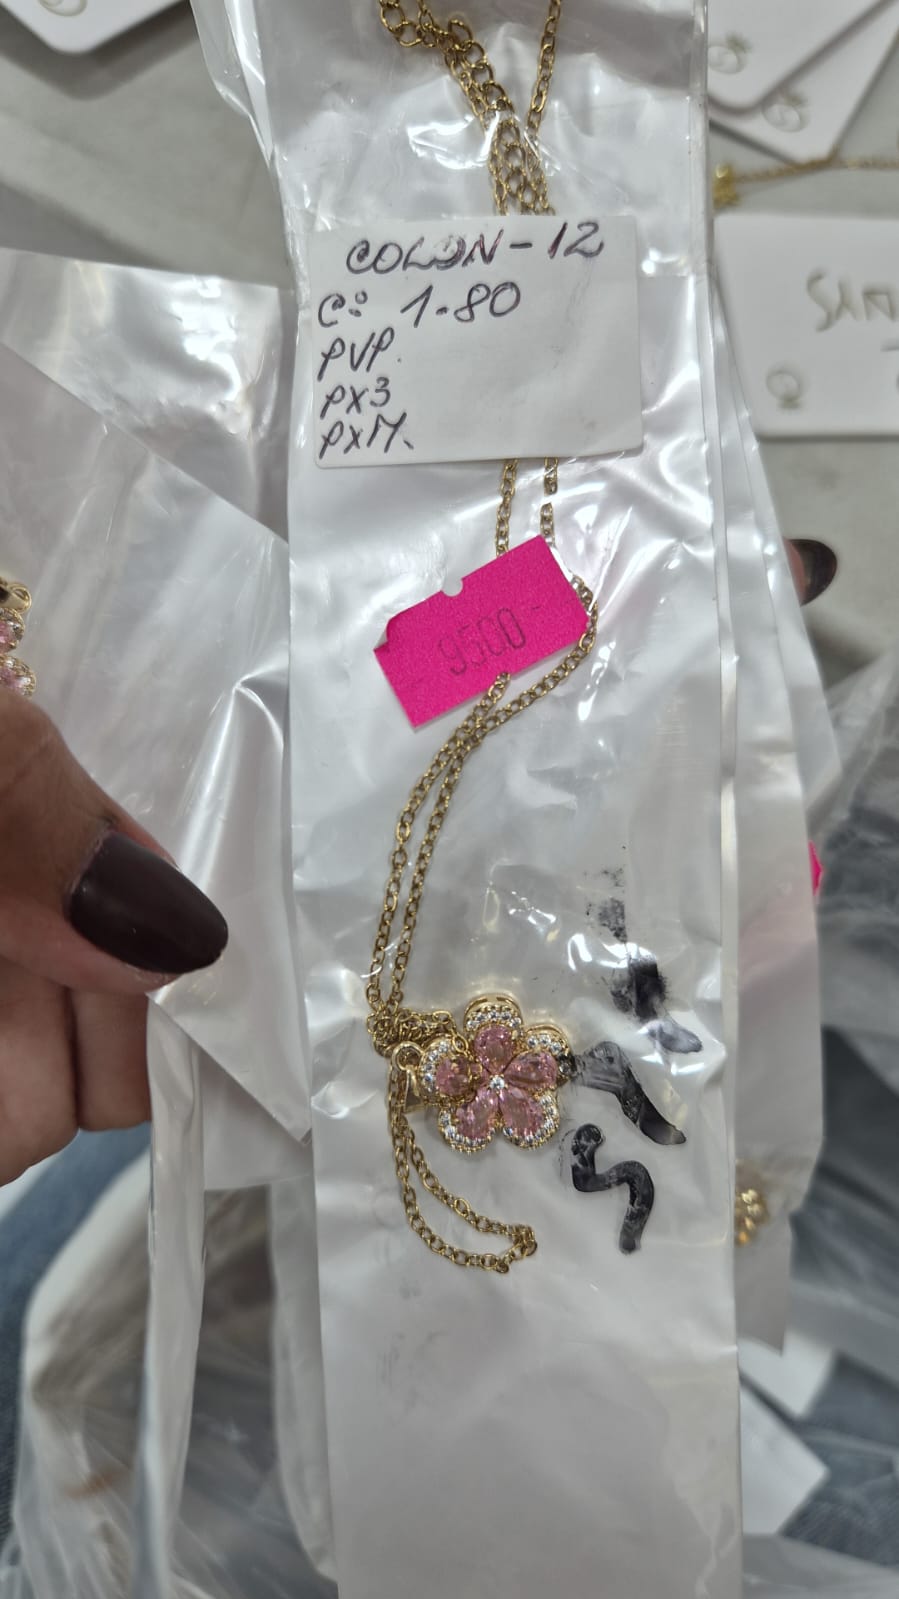 COLON-12
C: 1.80
PVP.
PX3
PXM.
9500